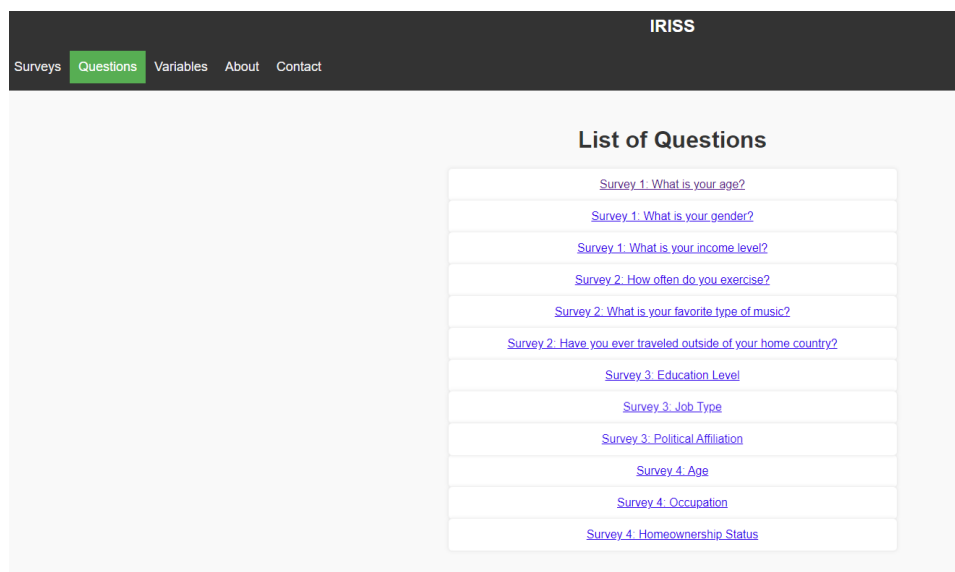 IRISS
Surveys Questions Variables About Contact
List of Questions
Survey 1: What is your age?
Survey 1: What is your gender?
Survey 1: What is your income level?
Survey 2: How often do you exercise?
Survey 2: What is your favorite type of music?
Survey 2: Have you ever traveled outside of your home country?
Survey 3: Education Level
Survey 3: Job Type
Survey 3: Political Affiliation
Survey 4: Age
Survey 4: Occupation
Survey 4: Homeownership Status